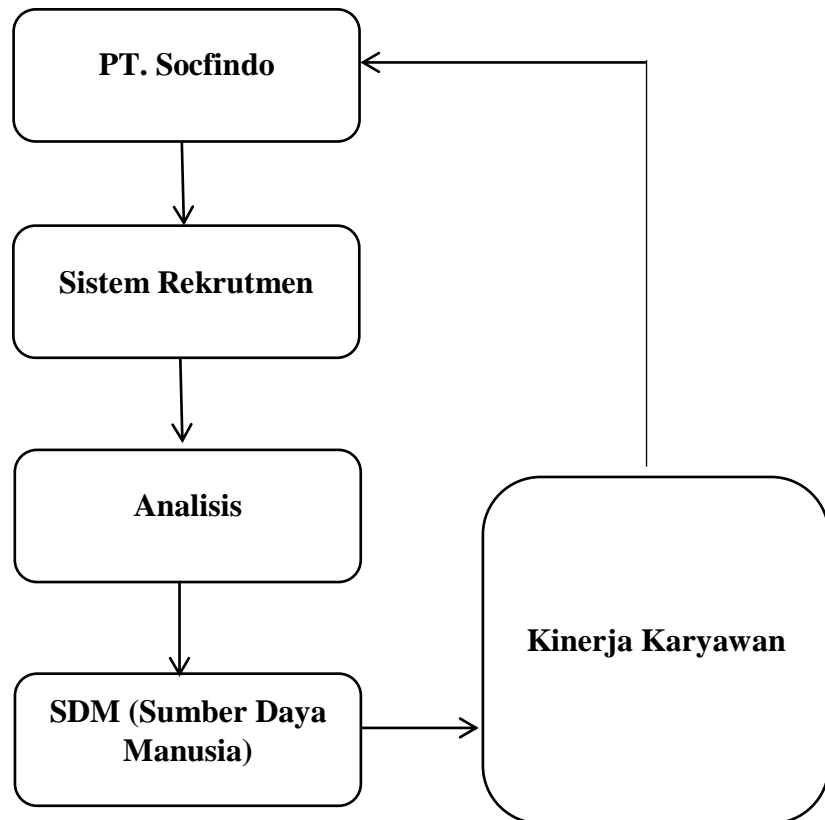 PT. Socfindo
Sistem Rekrutmen
Analisis
SDM (Sumber Daya
Manusia)
Kinerja Karyawan